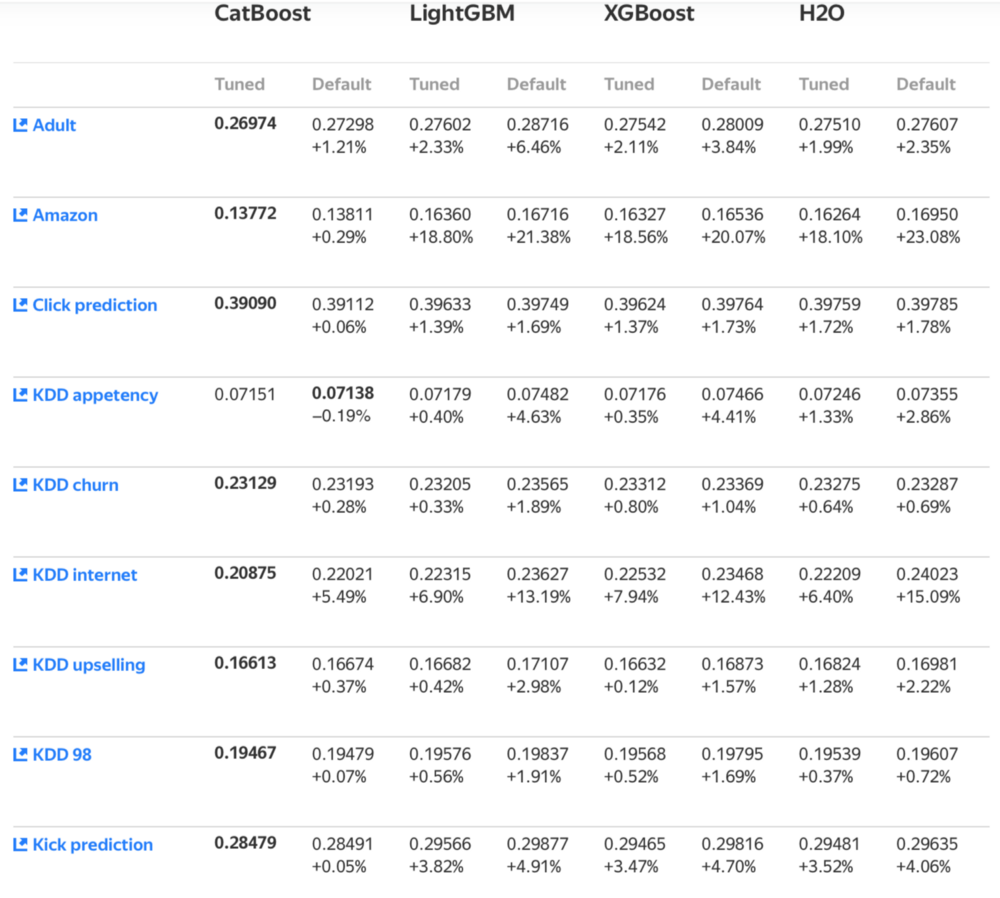 CatBoost LightGBM XGBoost H2O
Tuned Default Tuned Default Tuned Default Tuned Default
Adult 0.26974 0.27298 0.27602 0.28716 0.27542 0.28009 0.27510 0.27607
+1.21% +2.33% +6.46% +2.11% +3.84% +1.99% +2.35%
Amazon 0.13772 0.13811 0.16360 0.16716 0.16327 0.16536 0.16264 0.16950
+0.29% +18.80% +21.38% +18.56% +20.07% +18.10% +23.08%
Click prediction 0.39090 0.39112 0.39633 0.39749 0.39624 0.39764 0.39759 0.39785
+0.06% +1.39% +1.69% +1.37% +1.73% +1.72% +1.78%
KDD appetency 0.07151 0.07138 0.07179 0.07482 0.07176 0.07466 0.07246 0.07355
−0.19% +0.40% +4.63% +0.35% +4.41% +1.33% +2.86%
KDD churn 0.23129 0.23193 0.23205 0.23565 0.23312 0.23369 0.23275 0.23287
+0.28% +0.33% +1.89% +0.80% +1.04% +0.64% +0.69%
KDD internet 0.20875 0.22021 0.22315 0.23627 0.22532 0.23468 0.22209 0.24023
+5.49% +6.90% +13.19% +7.94% +12.43% +6.40% +15.09%
KDD upselling 0.16613 0.16674 0.16682 0.17107 0.16632 0.16873 0.16824 0.16981
+0.37% +0.42% +2.98% +0.12% +1.57% +1.28% +2.22%
KDD 98 0.19467 0.19479 0.19576 0.19837 0.19568 0.19795 0.19539 0.19607
+0.07% +0.56% +1.91% +0.52% +1.69% +0.37% +0.72%
Kick prediction 0.28479 0.28491 0.29566 0.29877 0.29465 0.29816 0.29481 0.29635
+0.05% +3.82% +4.91% +3.47% +4.70% +3.52% +4.06%